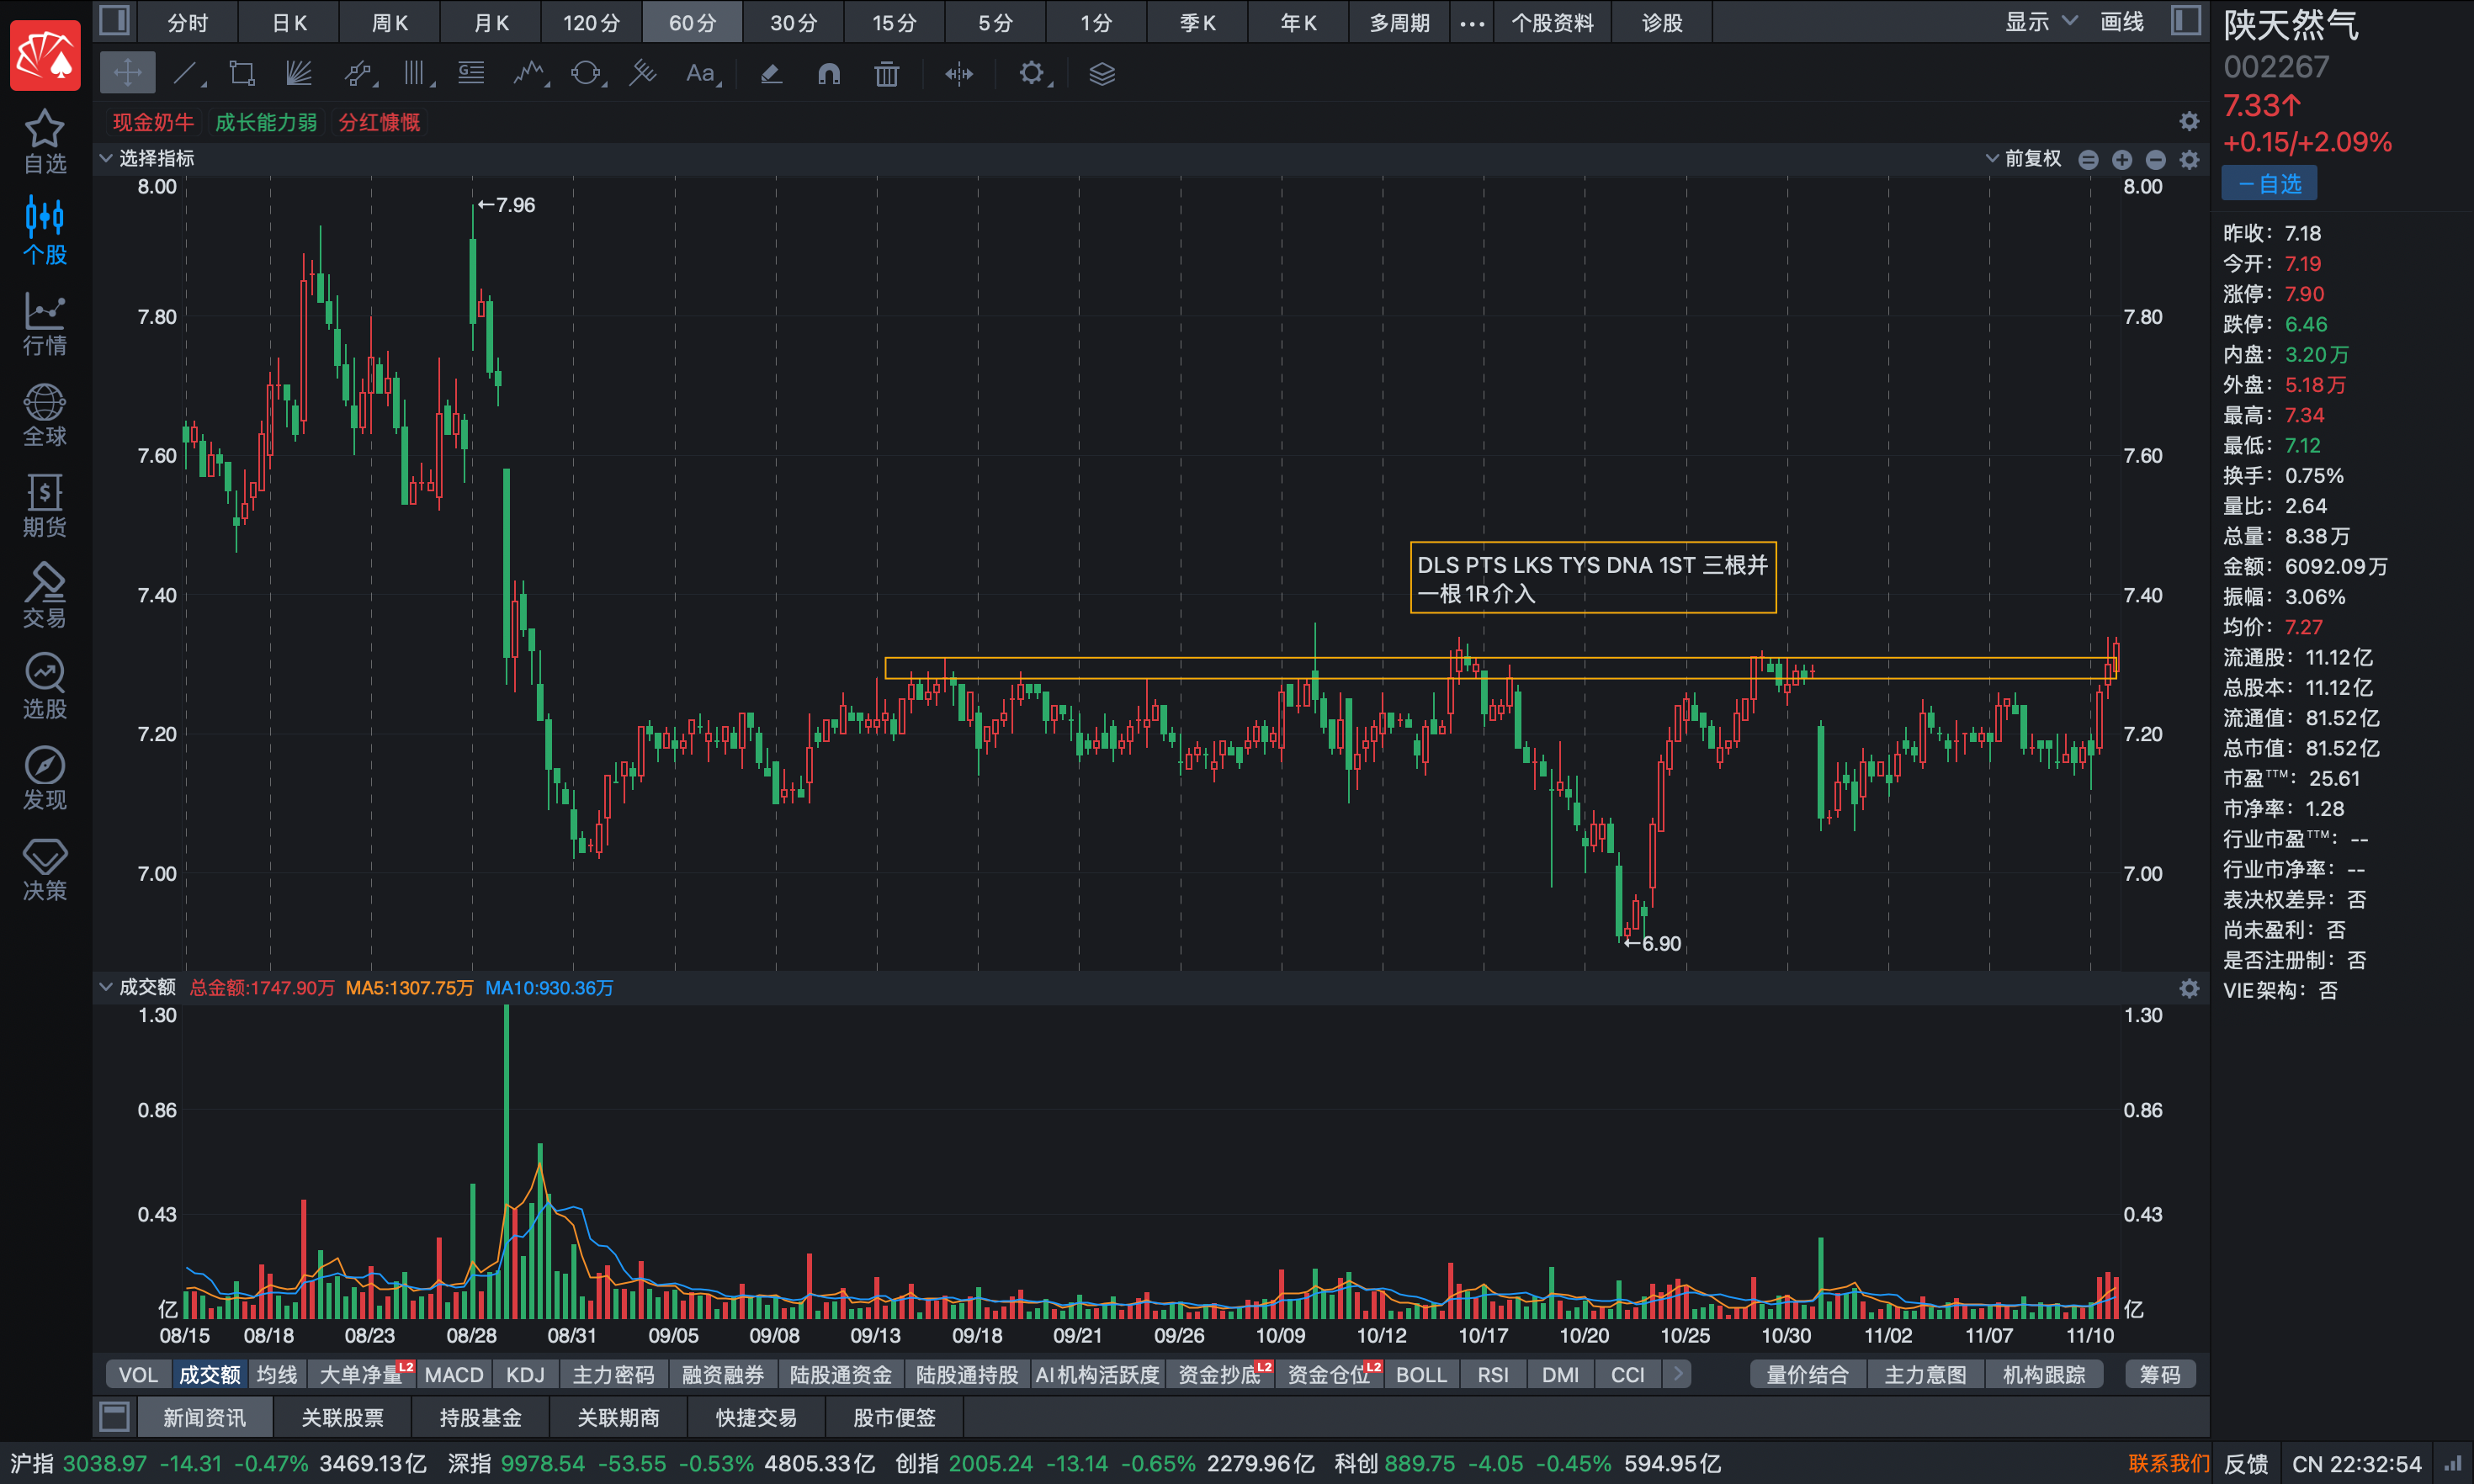 分时 日K 周K 月K 120分 60分 30分 15分 5分 1分 季K 年K 多周期 ••• 个股资料 诊股 显示 画线
Aa
现金奶牛 成长能力弱 分红慷慨
选择指标 前复权
自选
个股
行情
全球
期货
交易
选股
发现
决策
8.00 8.00
←7.96
7.80 7.80
7.60 7.60
DLS PTS LKS TYS DNA 1ST 三根并
一根1R介入
7.40 7.40
7.20 7.20
7.00 7.00
←6.90
成交额 总金额:1747.90万 MA5:1307.75万 MA10:930.36万
1.30 1.30
0.86 0.86
0.43 0.43
亿 亿
08/15 08/18 08/23 08/28 08/31 09/05 09/08 09/13 09/18 09/21 09/26 10/09 10/12 10/17 10/20 10/25 10/30 11/02 11/07 11/10
VOL 成交额 均线 大单净量 L2 MACD KDJ 主力密码 融资融券 陆股通资金 陆股通持股 AI机构活跃度 资金抄底 L2 资金仓位 L2 BOLL RSI DMI CCI 量价结合 主力意图 机构跟踪 筹码
新闻资讯 关联股票 持股基金 关联期商 快捷交易 股市便签
陕天然气
002267
7.33↑
+0.15/+2.09%
－自选
昨收：7.18
今开：7.19
涨停：7.90
跌停：6.46
内盘：3.20万
外盘：5.18万
最高：7.34
最低：7.12
换手：0.75%
量比：2.64
总量：8.38万
金额：6092.09万
振幅：3.06%
均价：7.27
流通股：11.12亿
总股本：11.12亿
流通值：81.52亿
总市值：81.52亿
市盈TTM：25.61
市净率：1.28
行业市盈TTM：--
行业市净率：--
表决权差异：否
尚未盈利：否
是否注册制：否
VIE架构：否
沪指 3038.97 -14.31 -0.47% 3469.13亿 深指 9978.54 -53.55 -0.53% 4805.33亿 创指 2005.24 -13.14 -0.65% 2279.96亿 科创 889.75 -4.05 -0.45% 594.95亿 联系我们 反馈 CN 22:32:54